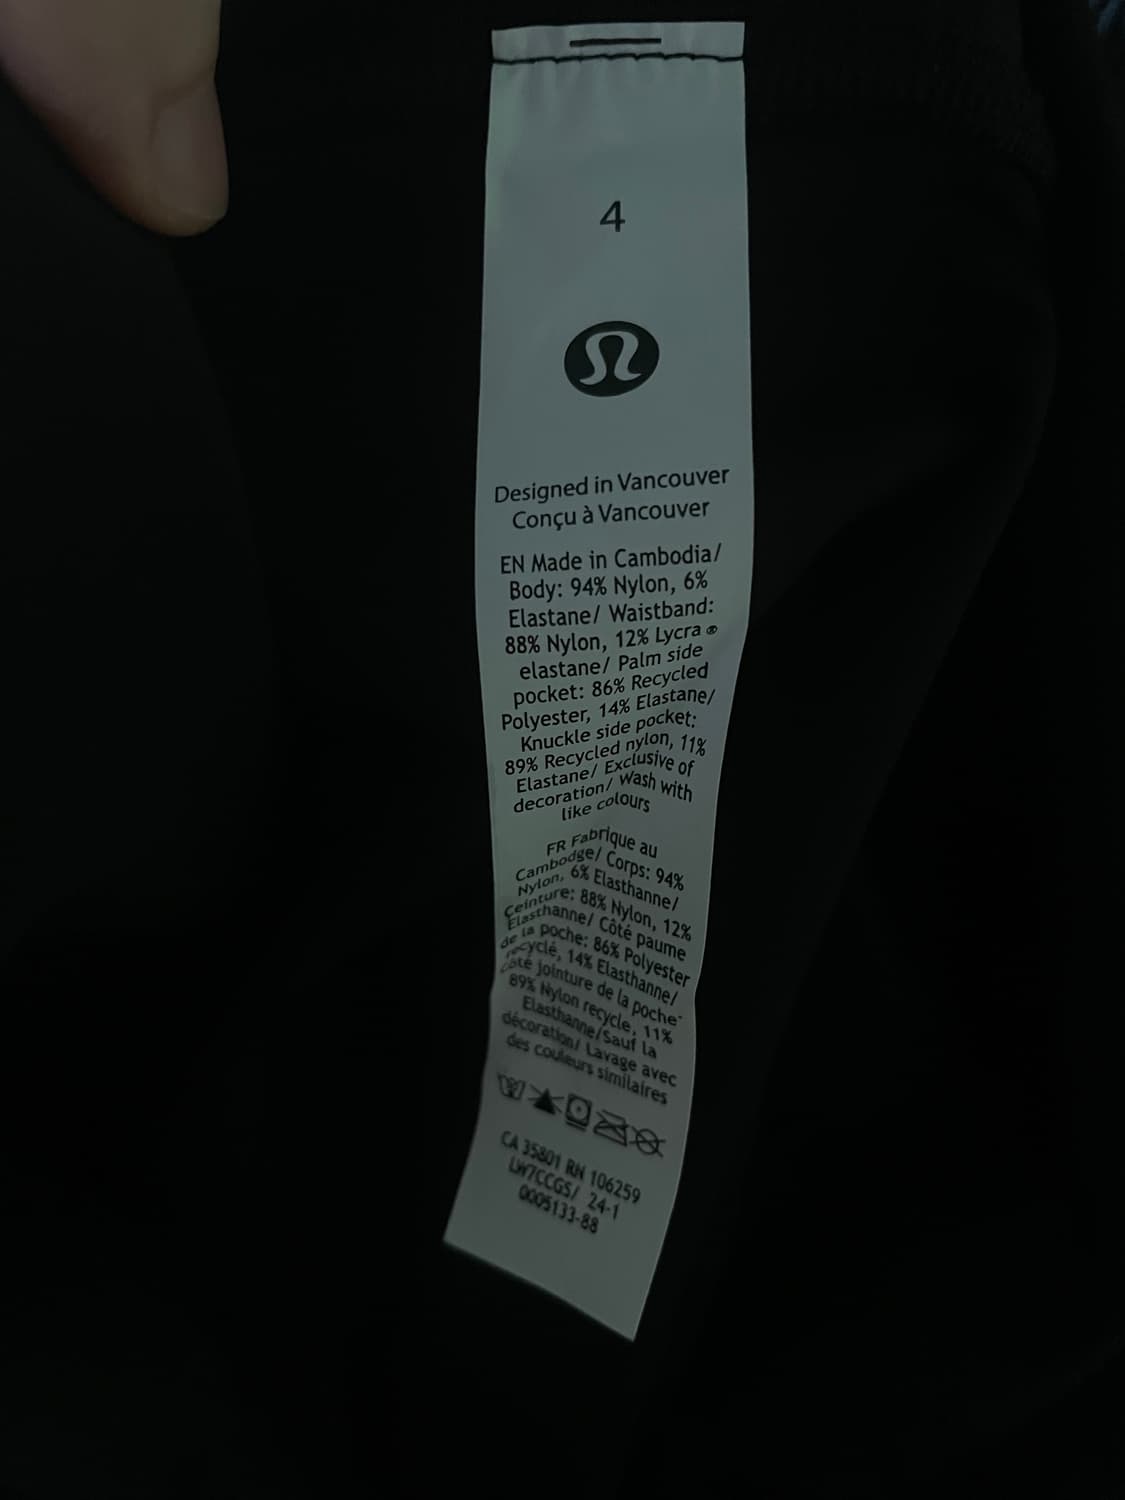 4
Designed in Vancouver
Conçu à Vancouver
EN Made in Cambodia/
Body: 94% Nylon, 6%
Elastane/ Waistband:
88% Nylon, 12% Lycra ®
elastane/ Palm side
pocket: 86% Recycled
Polyester, 14% Elastane/
Knuckle side pocket:
89% Recycled nylon, 11%
Elastane/ Exclusive of
decoration/ Wash with
like colours
FR Fabrique au
Cambodge/ Corps: 94%
Nylon, 6% Elasthanne/
Ceinture: 88% Nylon, 12%
Elasthanne/ Côté paume
de la poche: 86% Polyester
recyclé, 14% Elasthanne/
côté jointure de la poche:
89% Nylon recycle, 11%
Elasthanne/Sauf la
décoration/ Lavage avec
des couleurs similaires
CA 35801 RN 106259
LW7CCGS/ 24-1
0005133-88